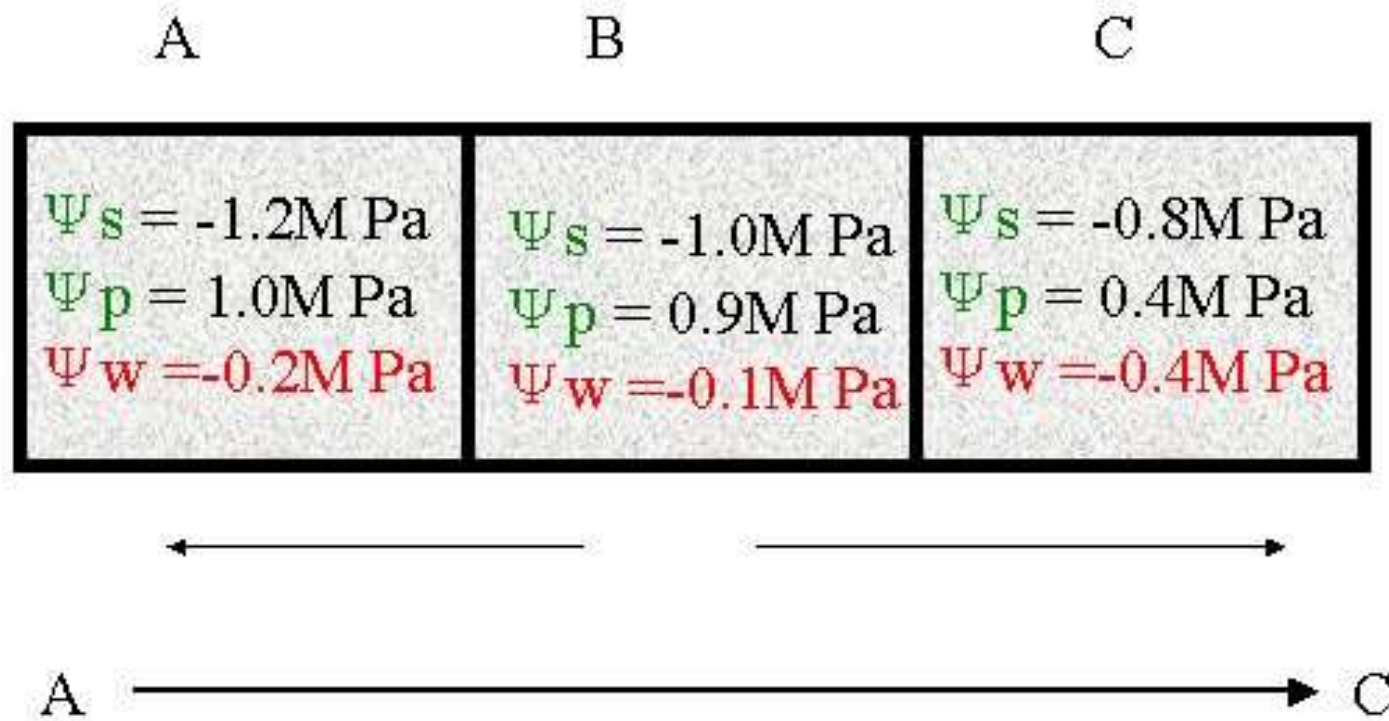 A B C
Ψs = -1.2M Pa
Ψp = 1.0M Pa
Ψw =-0.2M Pa
Ψs = -1.0M Pa
Ψp = 0.9M Pa
Ψw =-0.1M Pa
Ψs = -0.8M Pa
Ψp = 0.4M Pa
Ψw =-0.4M Pa
A C